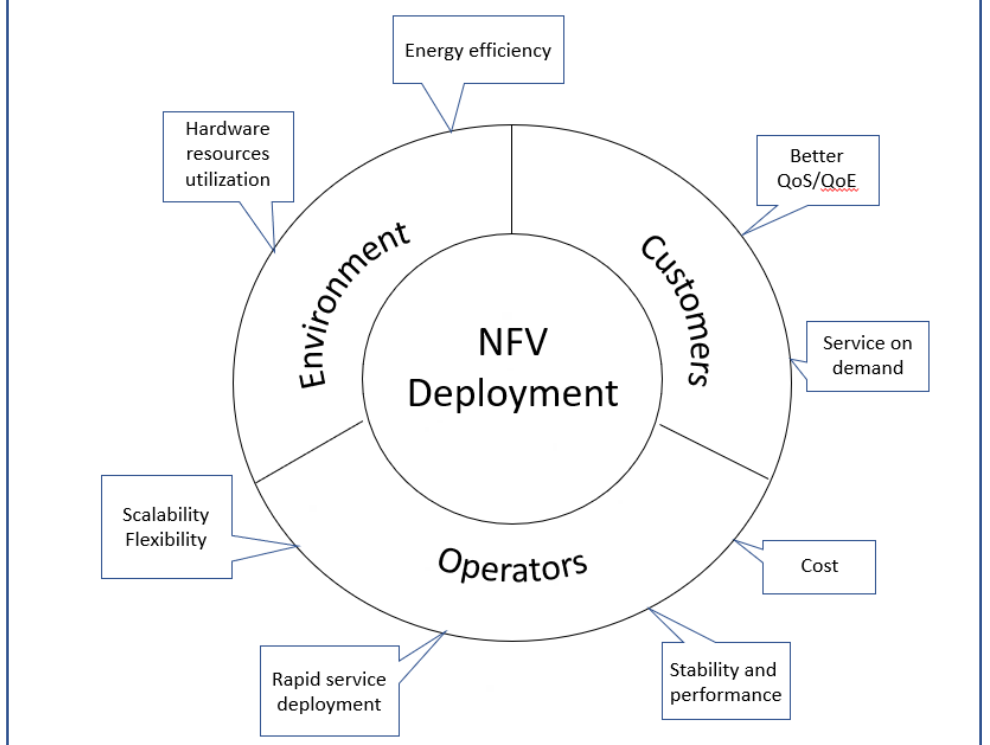 Energy efficiency
Hardware
resources
utilization
Better
QoS/QoE
Environment
Customers
NFV
Deployment
Service on
demand
Scalability
Flexibility
Operators
Cost
Rapid service
deployment
Stability and
performance